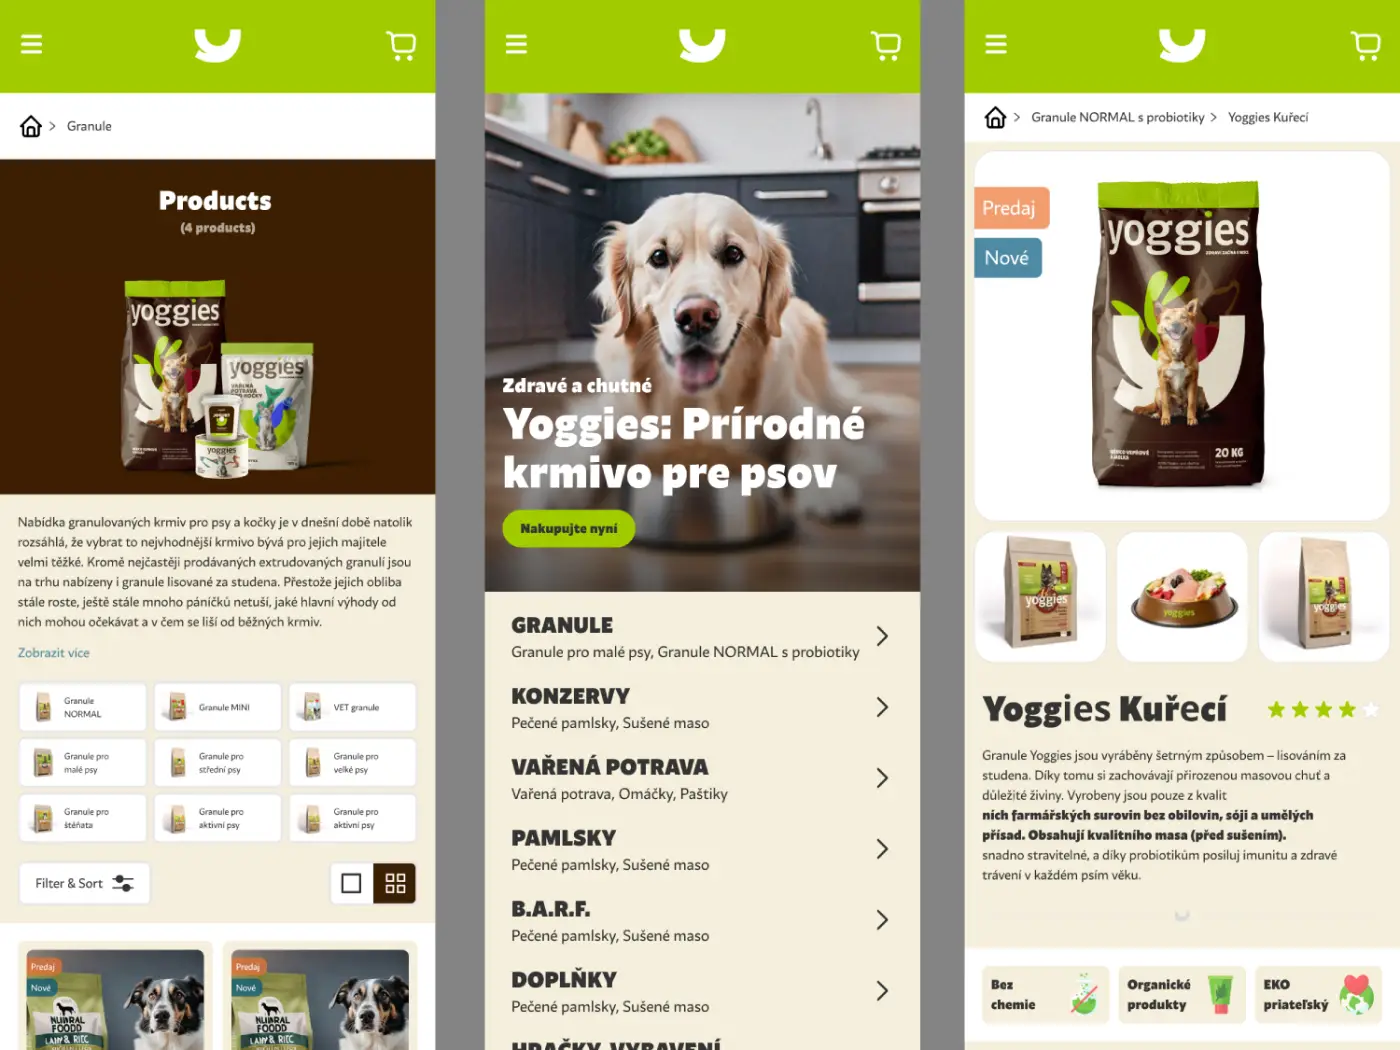 Granule
Products
(4 products)
yoggies
yoggies
yoggies
Nabídka granulovaných krmiv pro psy a kočky je v dnešní době natolik
rozsáhlá, že vybrat to nejvhodnější krmivo bývá pro jejich majitele
velmi těžké. Kromě nejčastěji prodávaných extrudovaných granulí jsou
na trhu nabízeny i granule lisované za studena. Přestože jejich obliba
stále roste, ještě stále mnoho páníčků netuší, jaké hlavní výhody od
nich mohou očekávat a v čem se liší od běžných krmiv.
Zobrazit více
Granule
NORMAL
Granule MINI
VET granule
Granule pro
malé psy
Granule pro
střední psy
Granule pro
velké psy
Granule pro
štěňata
Granule pro
aktivní psy
Granule pro
aktivní psy
Filter & Sort
Predaj
Nové
Predaj
Nové
Zdravé a chutné
Yoggies: Prírodné
krmivo pre psov
Nakupujte nyní
GRANULE
Granule pro malé psy, Granule NORMAL s probiotiky
KONZERVY
Pečené pamlsky, Sušené maso
VAŘENÁ POTRAVA
Vařená potrava, Omáčky, Paštiky
PAMLSKY
Pečené pamlsky, Sušené maso
B.A.R.F.
Pečené pamlsky, Sušené maso
DOPLŇKY
Pečené pamlsky, Sušené maso
HRAČKY, VYBAVENÍ
Granule NORMAL s probiotiky
Yoggies Kuřecí
Predaj
Nové
yoggies
20 KG
yoggies
yoggies
yoggies
Yoggies Kuřecí
Granule Yoggies jsou vyráběny šetrným způsobem – lisováním za
studena. Díky tomu si zachovávají přirozenou masovou chuť a
důležité živiny. Vyrobeny jsou pouze z kvalit
ních farmářských surovin bez obilovin, sóji a umělých
přísad. Obsahují kvalitního masa (před sušením).
snadno stravitelné, a díky probiotikům posiluj imunitu a zdravé
trávení v každém psím věku.
Bez
chemie
Organické
produkty
EKO
priateľský